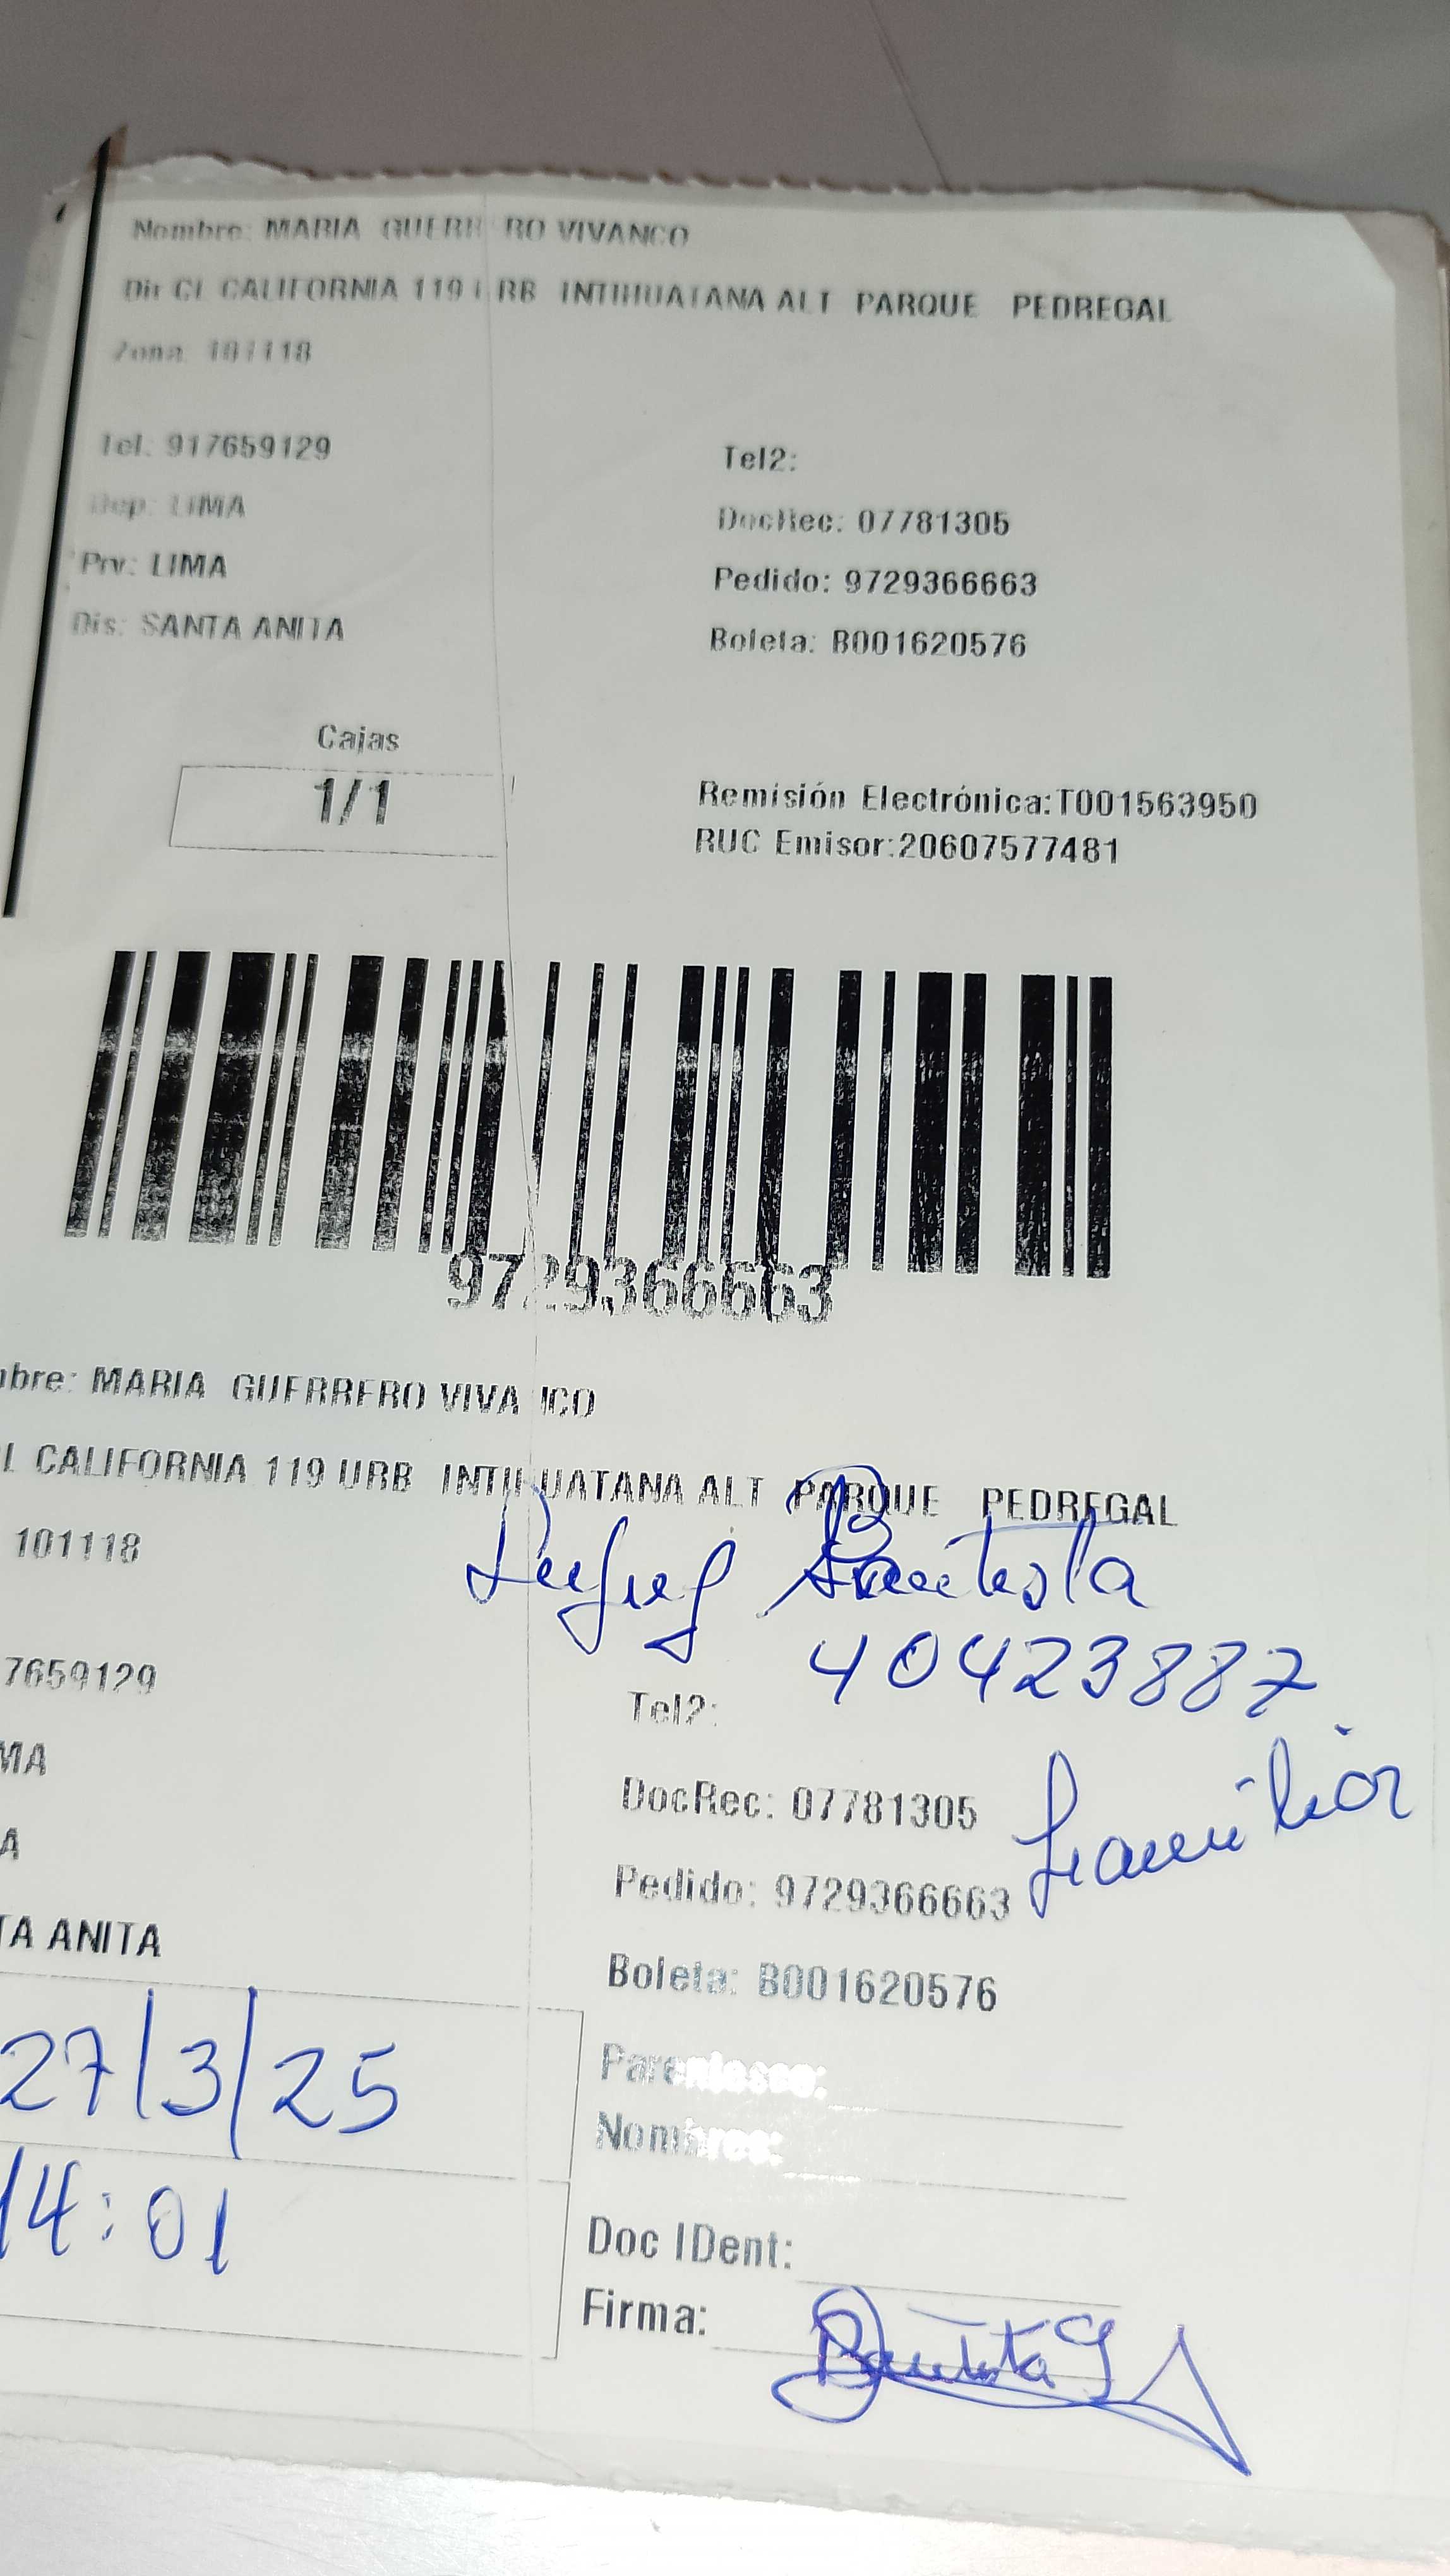 Nombre: MARIA GUERRERO VIVANCO
Dir CL CALIFORNIA 119 URB INTIHUATANA ALT PARQUE PEDREGAL
Zona 101118
Tel. 917659129 Tel2:
Dep: LIMA DocRec: 07781305
Prv: LIMA Pedido: 9729366663
Dis: SANTA ANITA Boleta: B001620576
Cajas
1/1
Remisión Electrónica:T001563950
RUC Emisor:20607577481
9729366663
bre: MARIA GUERRERO VIVA ICO
L CALIFORNIA 119 URB INTIHUATANA ALT PARQUE PEDREGAL
101118
Bautista
40423887
7659129 Tel2:
MA DocRec: 07781305
Familiar
A Pedido: 9729366663
TA ANITA Boleta: B001620576
27/3/25
Parentesco:
Nombres:
14:01
Doc IDent:
Firma: Bautista